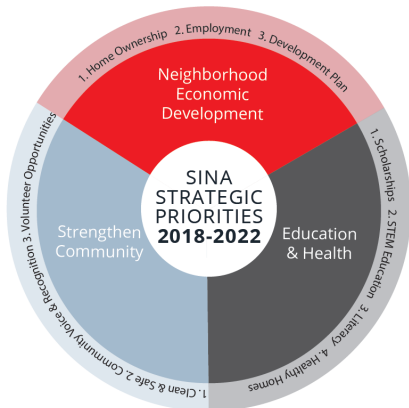 1. Home Ownership 2. Employment 3. Development Plan
Neighborhood
Economic
Development
SINA
STRATEGIC
PRIORITIES
2018-2022
Education
& Health
1. Scholarships 2. STEM Education 3. Literacy 4. Healthy Homes
Strengthen
Community
1. Clean & Safe 2. Community Voice & Recognition 3. Volunteer Opportunities